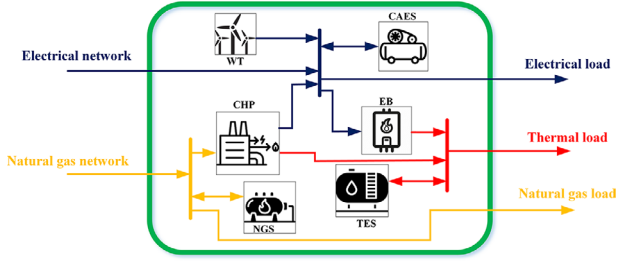 CAES
WT
Electrical network
Electrical load
CHP
EB
Thermal load
Natural gas network
Natural gas load
NGS
TES